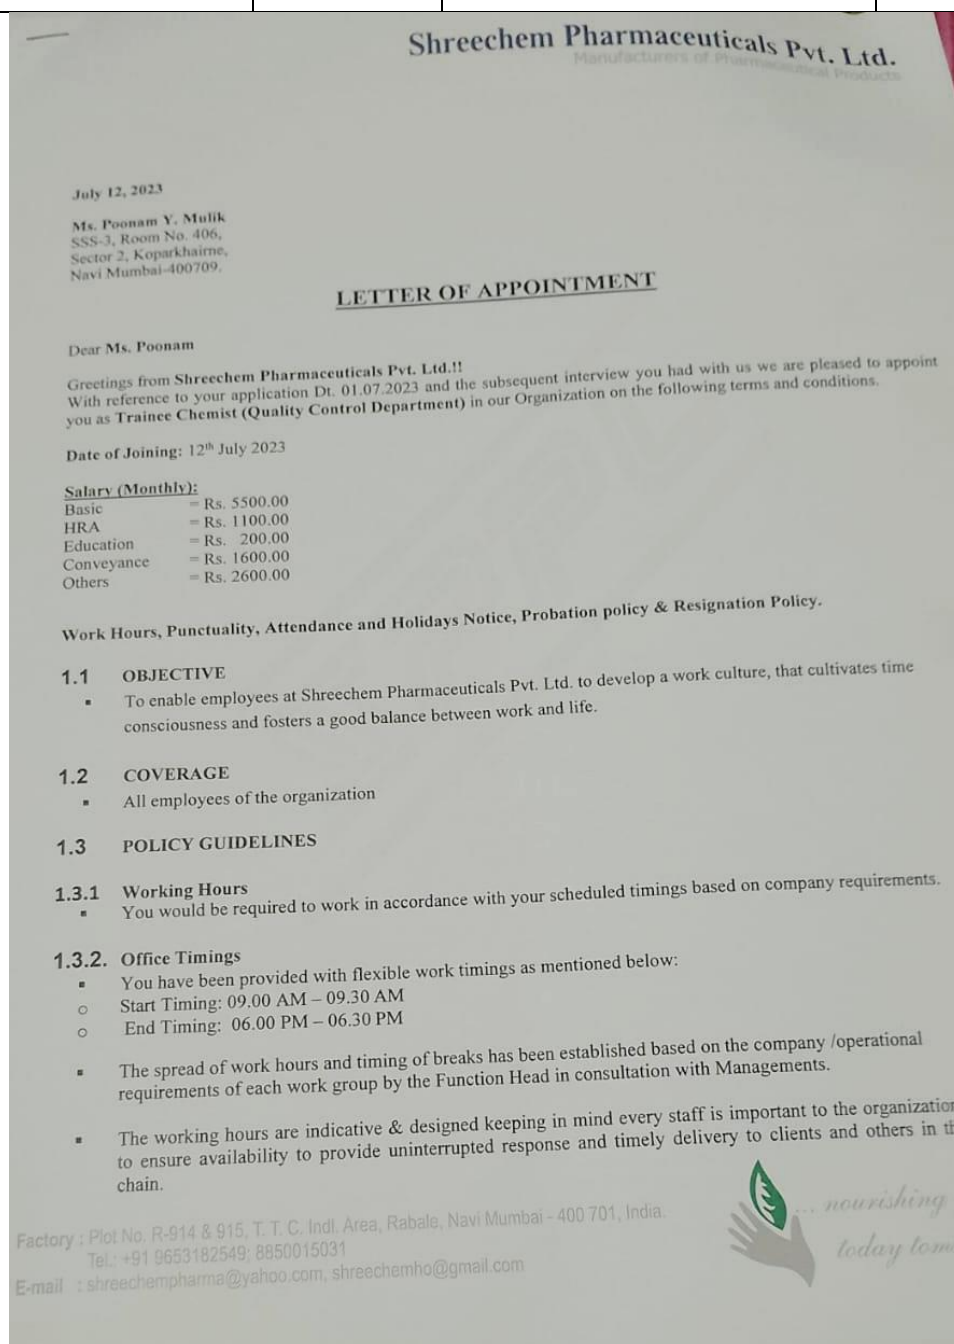 Shreechem Pharmaceuticals Pvt. Ltd.
Manufacturers of Pharmaceutical Products
July 12, 2023
Ms. Poonam Y. Mulik
SSS-3, Room No. 406,
Sector 2, Koparkhairne,
Navi Mumbai-400709.
LETTER OF APPOINTMENT
Dear Ms. Poonam
Greetings from Shreechem Pharmaceuticals Pvt. Ltd.!!
With reference to your application Dt. 01.07.2023 and the subsequent interview you had with us we are pleased to appoint
you as Trainee Chemist (Quality Control Department) in our Organization on the following terms and conditions.
Date of Joining: 12th July 2023
Salary (Monthly):
Basic = Rs. 5500.00
HRA = Rs. 1100.00
Education = Rs. 200.00
Conveyance = Rs. 1600.00
Others = Rs. 2600.00
Work Hours, Punctuality, Attendance and Holidays Notice, Probation policy & Resignation Policy.
1.1 OBJECTIVE
▪ To enable employees at Shreechem Pharmaceuticals Pvt. Ltd. to develop a work culture, that cultivates time
consciousness and fosters a good balance between work and life.
1.2 COVERAGE
▪ All employees of the organization
1.3 POLICY GUIDELINES
1.3.1 Working Hours
▪ You would be required to work in accordance with your scheduled timings based on company requirements.
1.3.2. Office Timings
▪ You have been provided with flexible work timings as mentioned below:
○ Start Timing: 09.00 AM – 09.30 AM
○ End Timing: 06.00 PM – 06.30 PM
▪ The spread of work hours and timing of breaks has been established based on the company /operational
requirements of each work group by the Function Head in consultation with Managements.
▪ The working hours are indicative & designed keeping in mind every staff is important to the organization
to ensure availability to provide uninterrupted response and timely delivery to clients and others in th
chain.
Factory : Plot No. R-914 & 915, T. T. C. Indl. Area, Rabale, Navi Mumbai - 400 701, India.
Tel.: +91 9653182549; 8850015031
E-mail : shreechempharma@yahoo.com, shreechemho@gmail.com
... nourishing
today tom